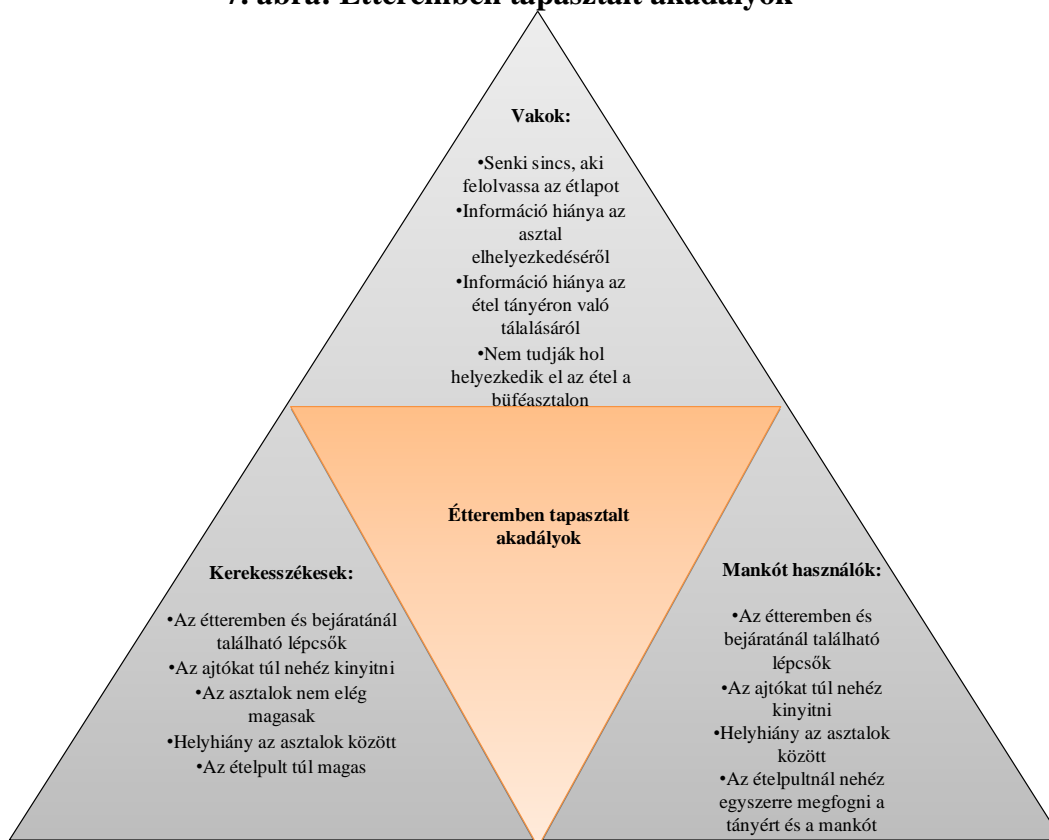 7. ábra: Étteremben tapasztalt akadályok
Vakok:
•Senki sincs, aki
felolvassa az étlapot
•Információ hiánya az
asztal
elhelyezkedéséről
•Információ hiánya az
étel tányéron való
tálalásáról
•Nem tudják hol
helyezkedik el az étel a
büféasztalon
Étteremben tapasztalt
akadályok
Kerekesszékesek:
•Az étteremben és bejáratánál
található lépcsők
•Az ajtókat túl nehéz kinyitni
•Az asztalok nem elég
magasak
•Helyhiány az asztalok között
•Az ételpult túl magas
Mankót használók:
•Az étteremben és
bejáratánál található
lépcsők
•Az ajtókat túl nehéz
kinyitni
•Helyhiány az asztalok
között
•Az ételpultnál nehéz
egyszerre megfogni a
tányért és a mankót